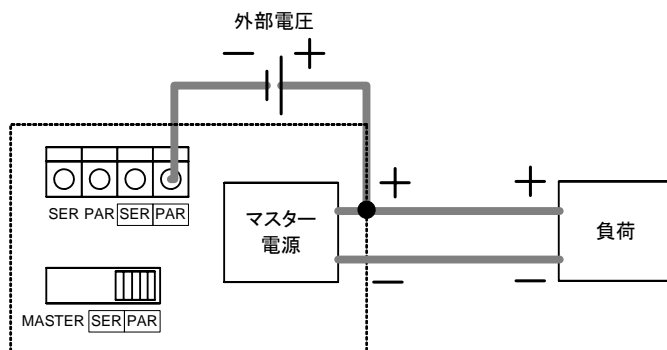 外部電圧
− +
SER PAR SER PAR
マスター
電源
+ +
− −
負荷
MASTER SER PAR